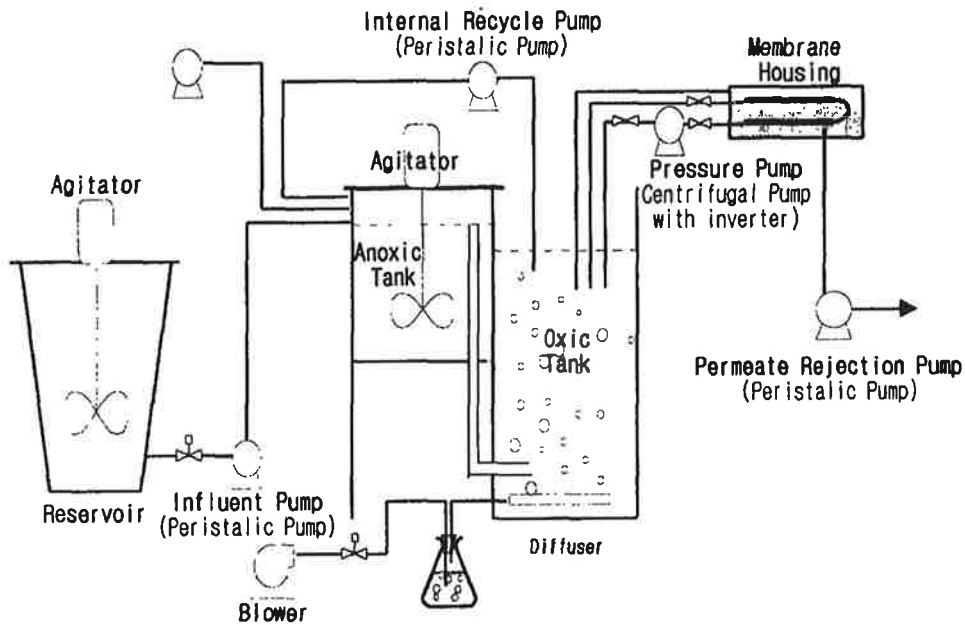 Internal Recycle Pump
(Peristalic Pump)
Membrane
Housing
Agitator
Agitator
Pressure Pump
Centrifugal Pump
with inverter)
Anoxic
Tank
Oxic
Tank
Permeate Rejection Pump
(Peristalic Pump)
Influent Pump
(Peristalic Pump)
Reservoir
Diffuser
Blower